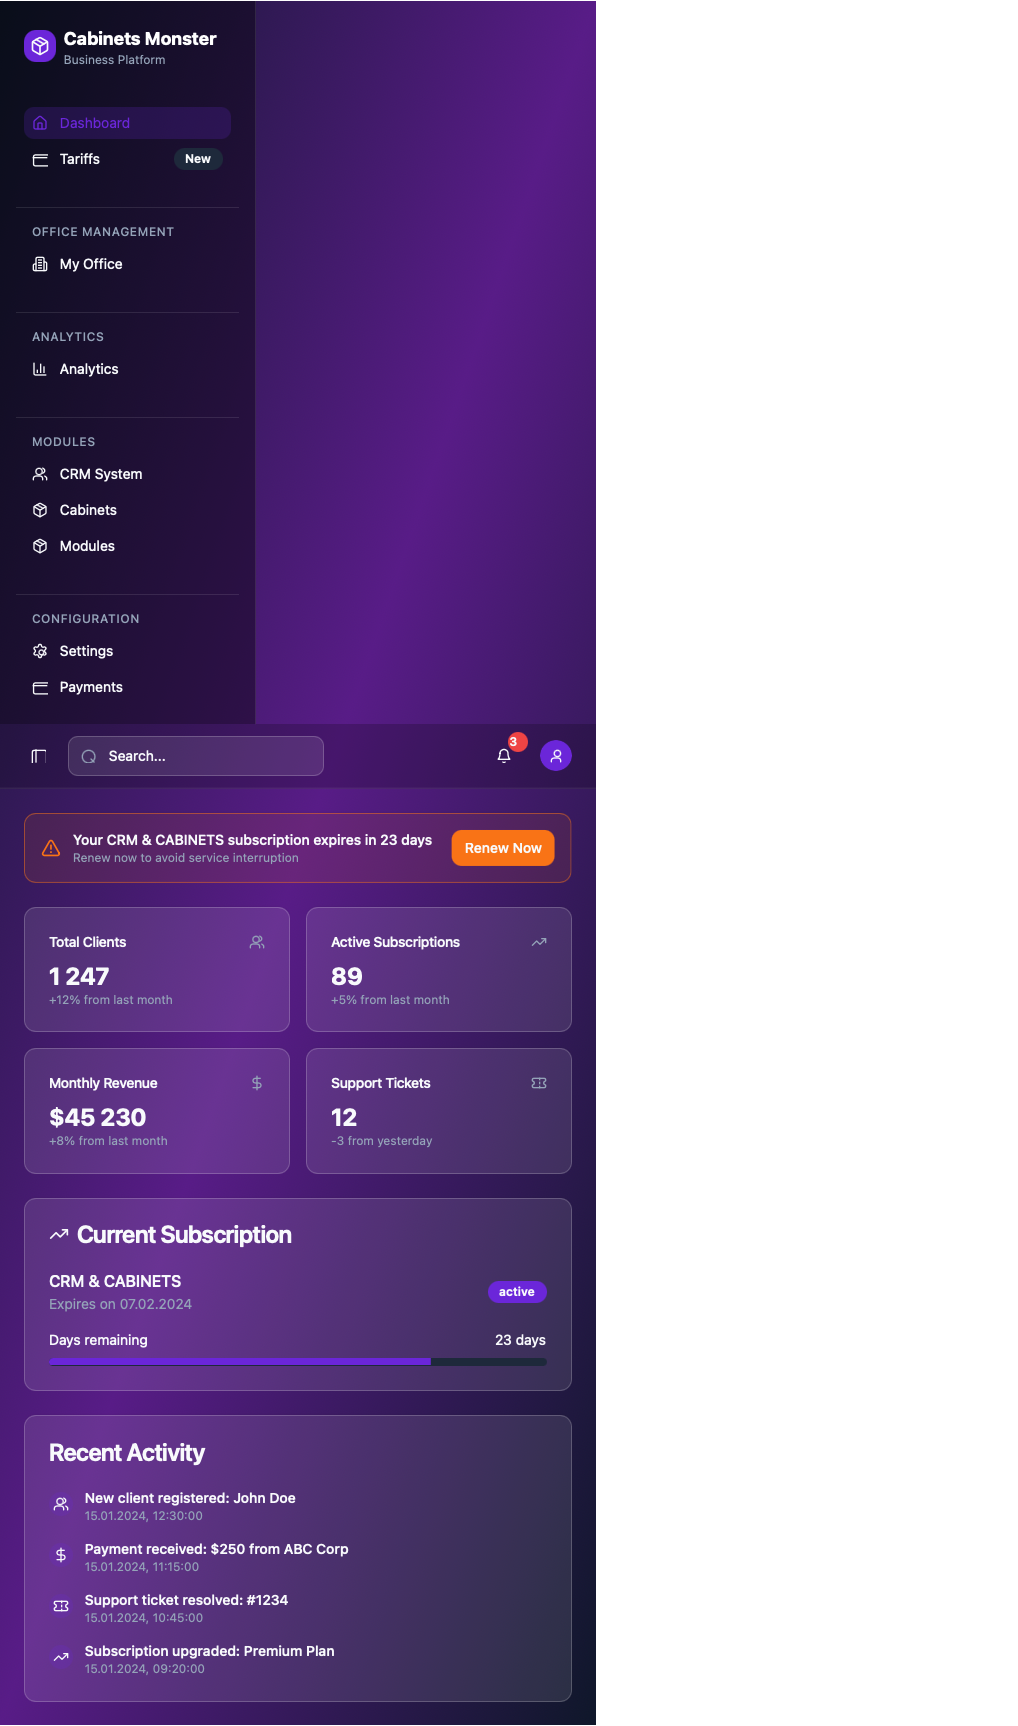 Cabinets Monster
Business Platform
Dashboard
Tariffs New
OFFICE MANAGEMENT
My Office
ANALYTICS
Analytics
MODULES
CRM System
Cabinets
Modules
CONFIGURATION
Settings
Payments
Search...
3
Your CRM & CABINETS subscription expires in 23 days
Renew now to avoid service interruption
Renew Now
Total Clients
1 247
+12% from last month
Active Subscriptions
89
+5% from last month
Monthly Revenue
$45 230
+8% from last month
Support Tickets
12
-3 from yesterday
Current Subscription
CRM & CABINETS
Expires on 07.02.2024
active
Days remaining 23 days
Recent Activity
New client registered: John Doe
15.01.2024, 12:30:00
Payment received: $250 from ABC Corp
15.01.2024, 11:15:00
Support ticket resolved: #1234
15.01.2024, 10:45:00
Subscription upgraded: Premium Plan
15.01.2024, 09:20:00